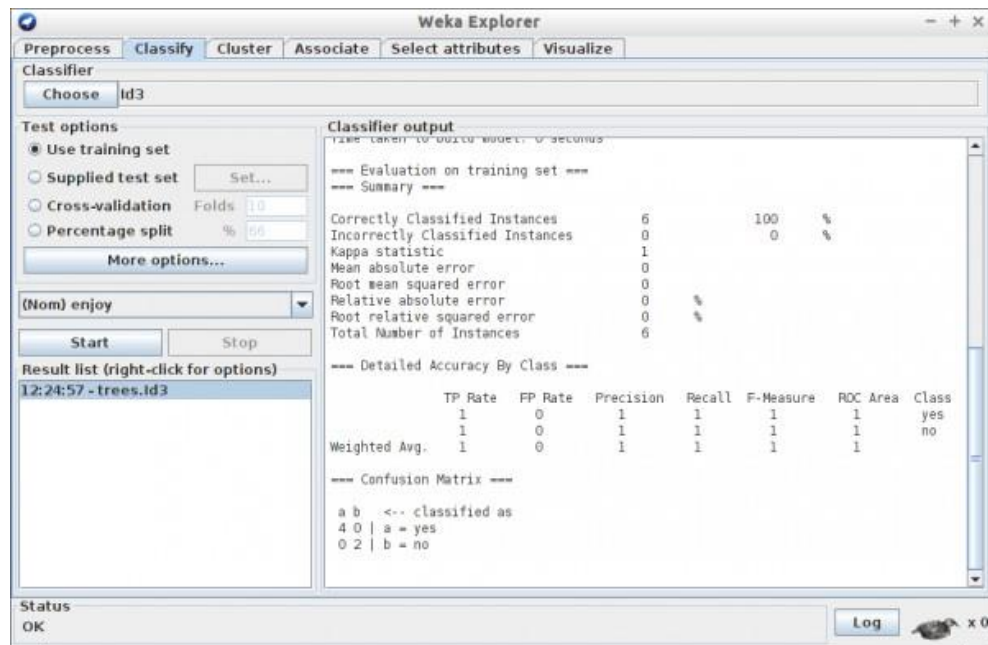 Weka Explorer
Preprocess Classify Cluster Associate Select attributes Visualize
Classifier
Choose Id3
Test options
Use training set
Supplied test set Set...
Cross-validation Folds 10
Percentage split % 66
More options...
(Nom) enjoy
Start Stop
Result list (right-click for options)
12:24:57 - trees.Id3
Classifier output
Time taken to build model: 0 seconds
=== Evaluation on training set ===
=== Summary ===
Correctly Classified Instances 6 100 %
Incorrectly Classified Instances 0 0 %
Kappa statistic 1
Mean absolute error 0
Root mean squared error 0
Relative absolute error 0 %
Root relative squared error 0 %
Total Number of Instances 6
=== Detailed Accuracy By Class ===
TP Rate FP Rate Precision Recall F-Measure ROC Area Class
1 0 1 1 1 1 yes
1 0 1 1 1 1 no
Weighted Avg. 1 0 1 1 1 1
=== Confusion Matrix ===
a b <-- classified as
4 0 | a = yes
0 2 | b = no
Status
OK
Log x 0